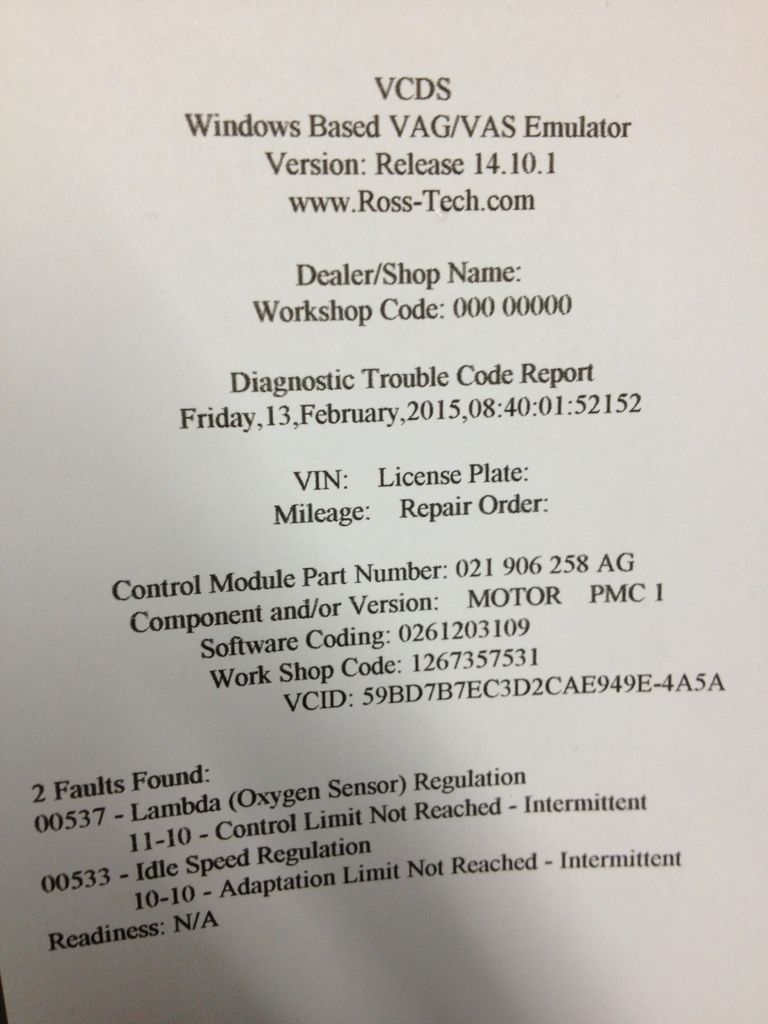 VCDS
Windows Based VAG/VAS Emulator
Version: Release 14.10.1
www.Ross-Tech.com
Dealer/Shop Name:
Workshop Code: 000 00000
Diagnostic Trouble Code Report
Friday,13,February,2015,08:40:01:52152
VIN: License Plate:
Mileage: Repair Order:
Control Module Part Number: 021 906 258 AG
Component and/or Version: MOTOR PMC 1
Software Coding: 0261203109
Work Shop Code: 1267357531
VCID: 59BD7B7EC3D2CAE949E-4A5A
2 Faults Found:
00537 - Lambda (Oxygen Sensor) Regulation
11-10 - Control Limit Not Reached - Intermittent
00533 - Idle Speed Regulation
10-10 - Adaptation Limit Not Reached - Intermittent
Readiness: N/A